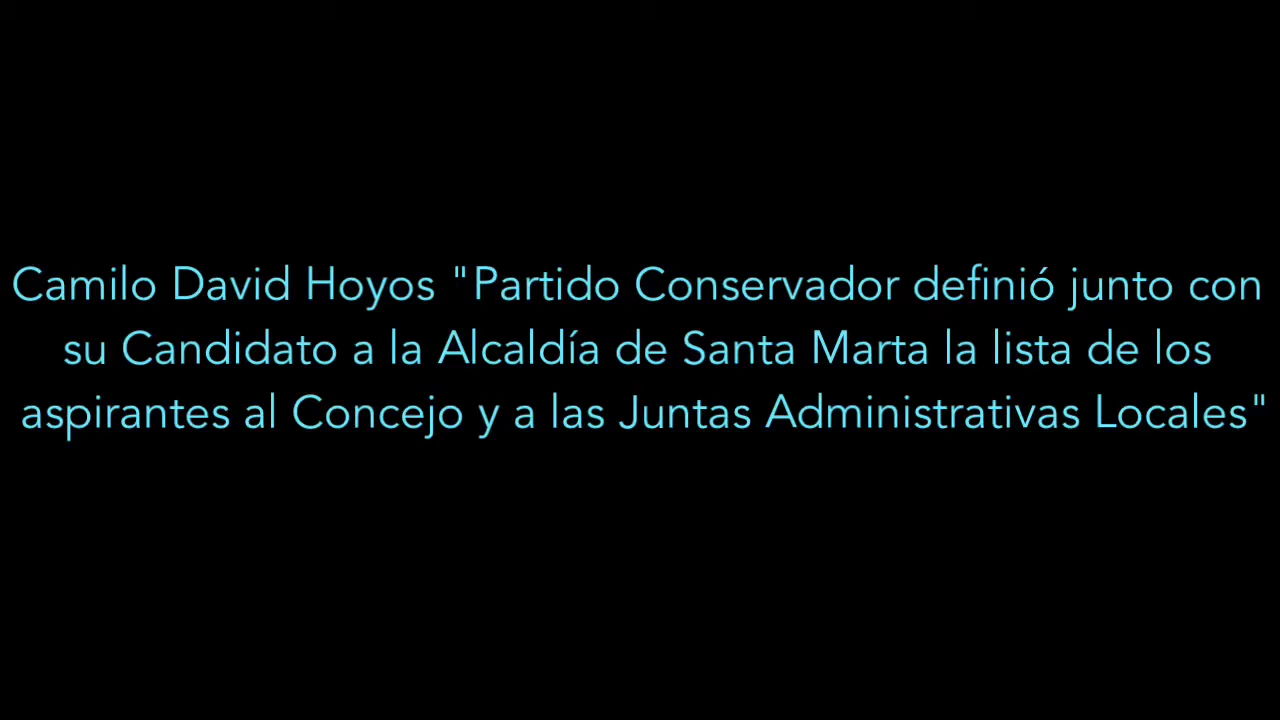 Camilo David Hoyos "Partido Conservador definió junto con
su Candidato a la Alcaldía de Santa Marta la lista de los
aspirantes al Concejo y a las Juntas Administrativas Locales"